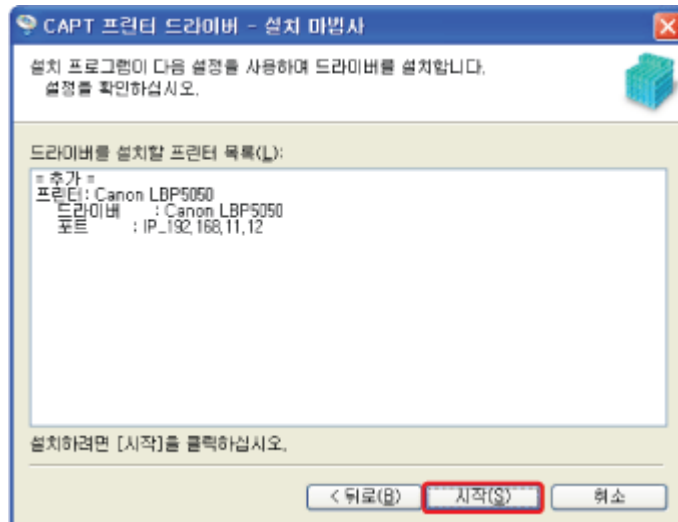 CAPT 프린터 드라이버 - 설치 마법사
설치 프로그램이 다음 설정을 사용하여 드라이버를 설치합니다.
설정을 확인하십시오.
드라이버를 설치할 프린터 목록(L):
= 추가 =
프린터: Canon LBP5050
드라이버 : Canon LBP5050
포트 : IP_192,168,11,12
설치하려면 [시작]을 클릭하십시오.
< 뒤로(B) 시작(S) 취소